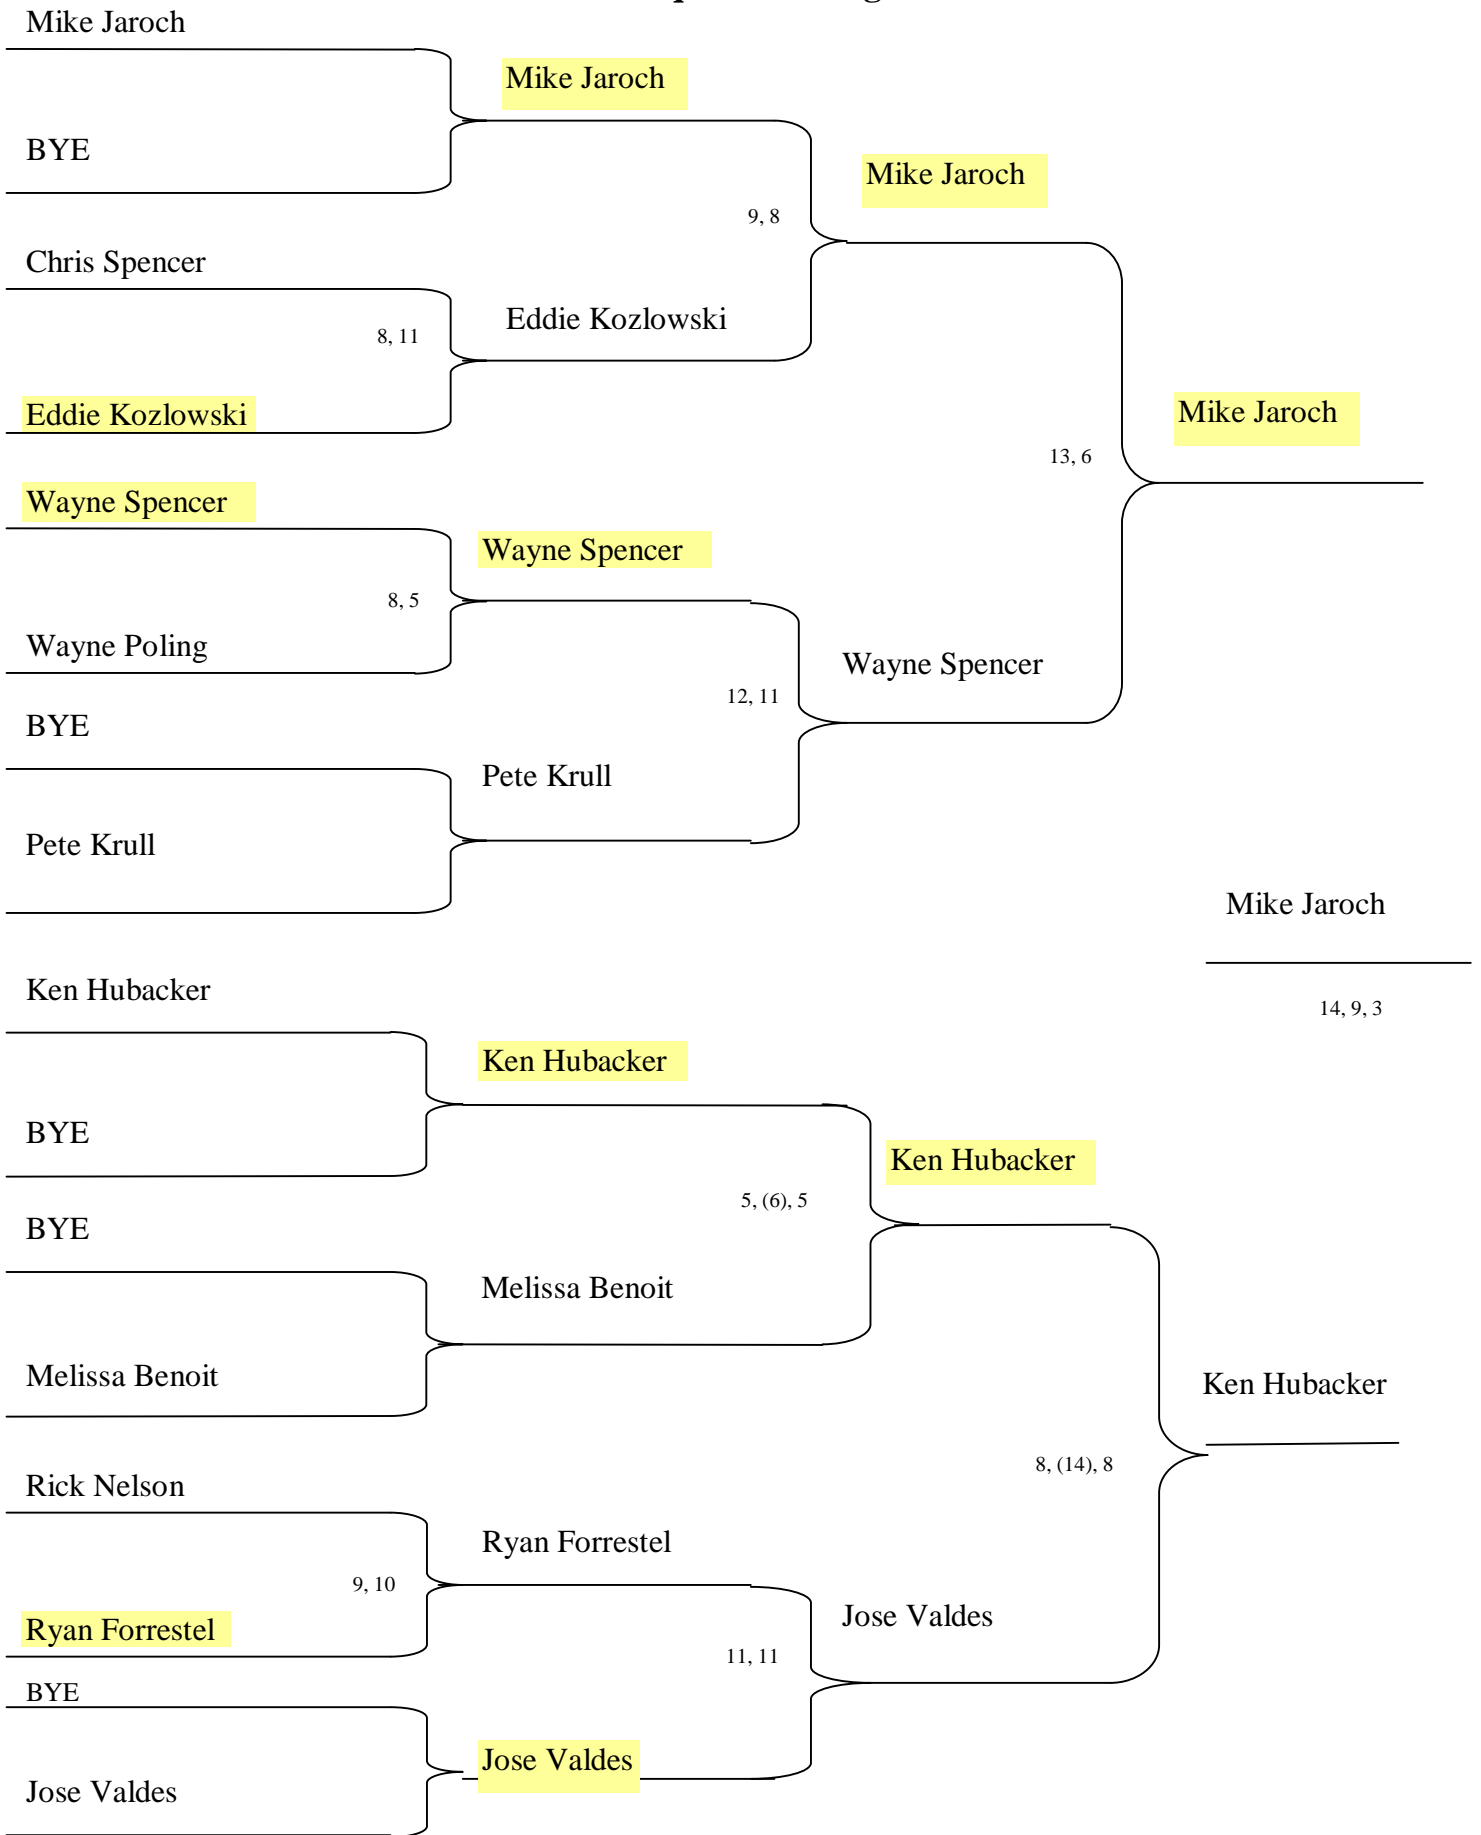 Mike Jaroch
Mike Jaroch
BYE
Mike Jaroch
9, 8
Chris Spencer
Eddie Kozlowski
8, 11
Eddie Kozlowski
Mike Jaroch
13, 6
Wayne Spencer
Wayne Spencer
8, 5
Wayne Poling
Wayne Spencer
12, 11
BYE
Pete Krull
Pete Krull
Mike Jaroch
14, 9, 3
Ken Hubacker
Ken Hubacker
BYE
Ken Hubacker
5, (6), 5
BYE
Melissa Benoit
Melissa Benoit
Ken Hubacker
8, (14), 8
Rick Nelson
Ryan Forrestel
9, 10
Ryan Forrestel
Jose Valdes
11, 11
BYE
Jose Valdes
Jose Valdes